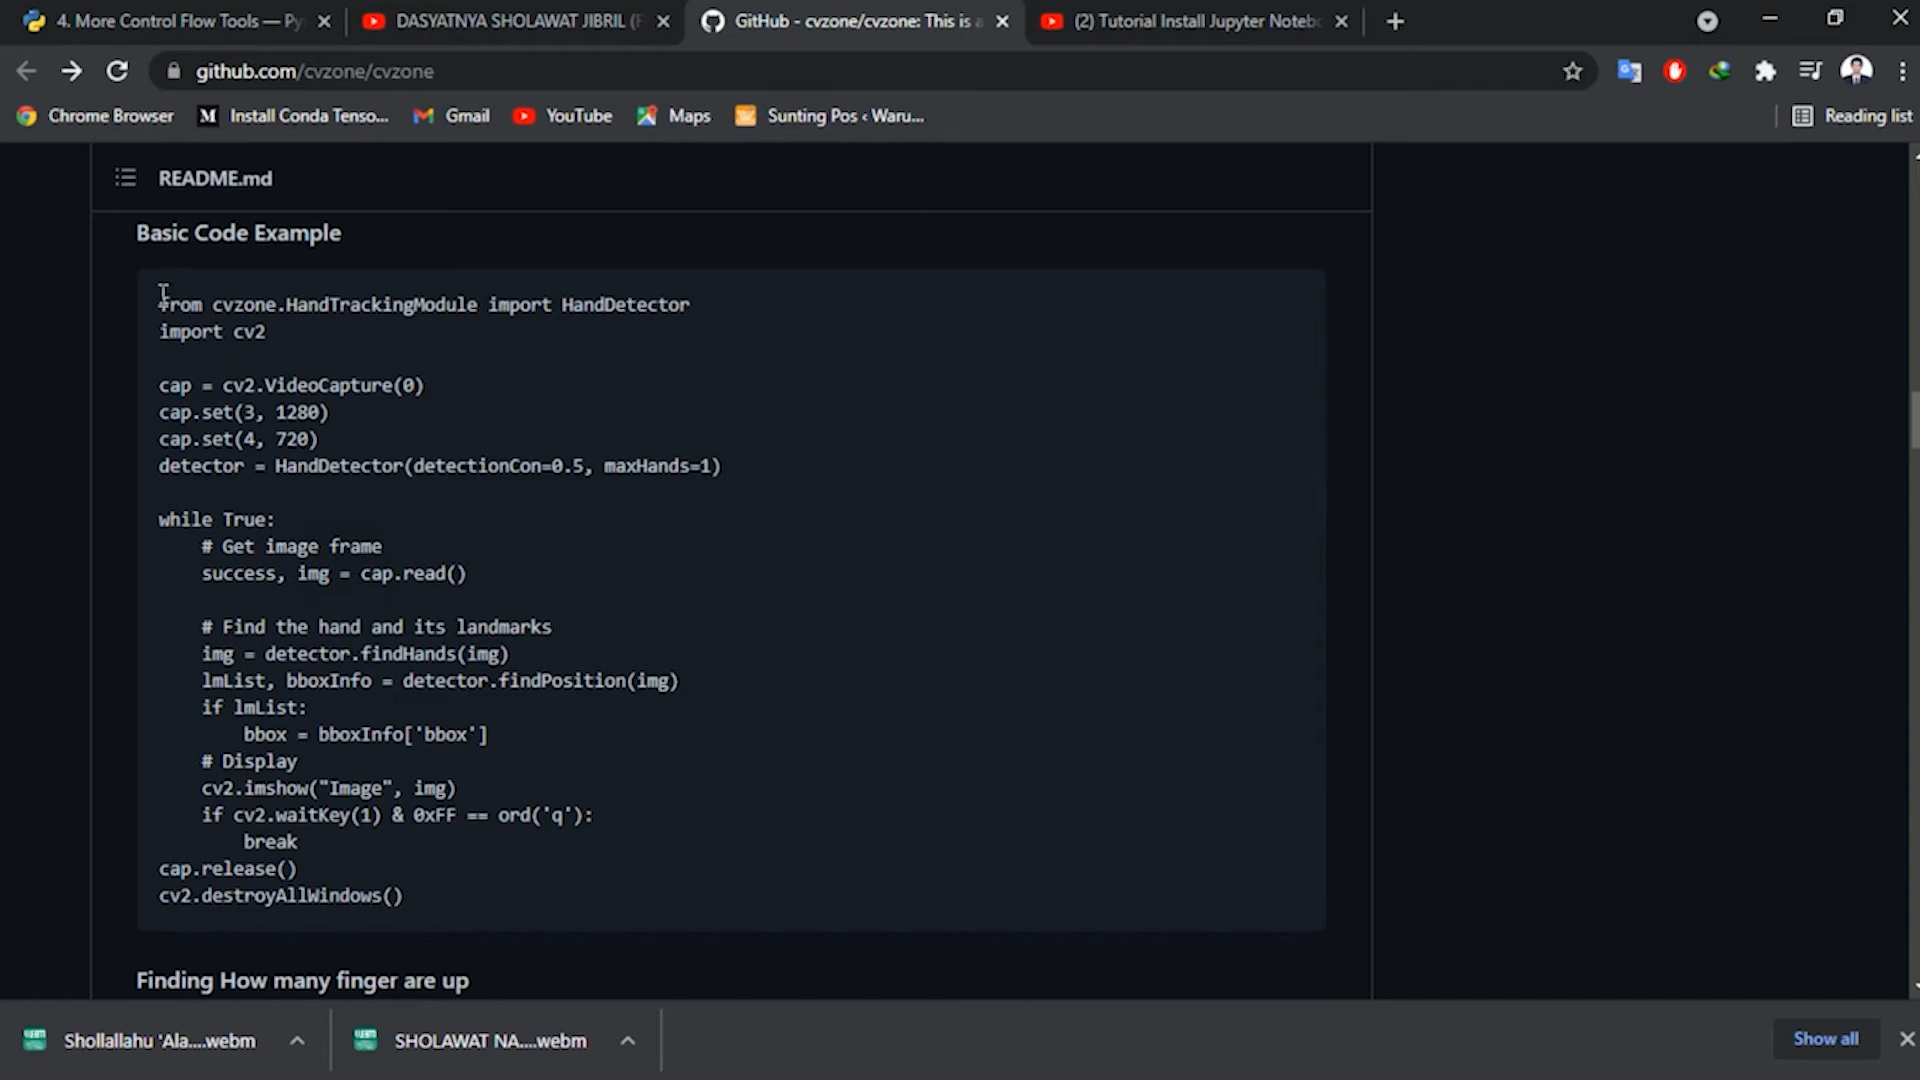 4. More Control Flow Tools — Py
DASYATNYA SHOLAWAT JIBRIL (F
GitHub - cvzone/cvzone: This is a
(2) Tutorial Install Jupyter Notebo
github.com/cvzone/cvzone
Chrome Browser
Install Conda Tenso...
Gmail
YouTube
Maps
Sunting Pos ‹ Waru...
Reading list
README.md
Basic Code Example
from cvzone.HandTrackingModule import HandDetector
import cv2
cap = cv2.VideoCapture(0)
cap.set(3, 1280)
cap.set(4, 720)
detector = HandDetector(detectionCon=0.5, maxHands=1)
while True:
# Get image frame
success, img = cap.read()
# Find the hand and its landmarks
img = detector.findHands(img)
lmList, bboxInfo = detector.findPosition(img)
if lmList:
bbox = bboxInfo['bbox']
# Display
cv2.imshow("Image", img)
if cv2.waitKey(1) & 0xFF == ord('q'):
break
cap.release()
cv2.destroyAllWindows()
Finding How many finger are up
Shollallahu 'Ala....webm
SHOLAWAT NA....webm
Show all